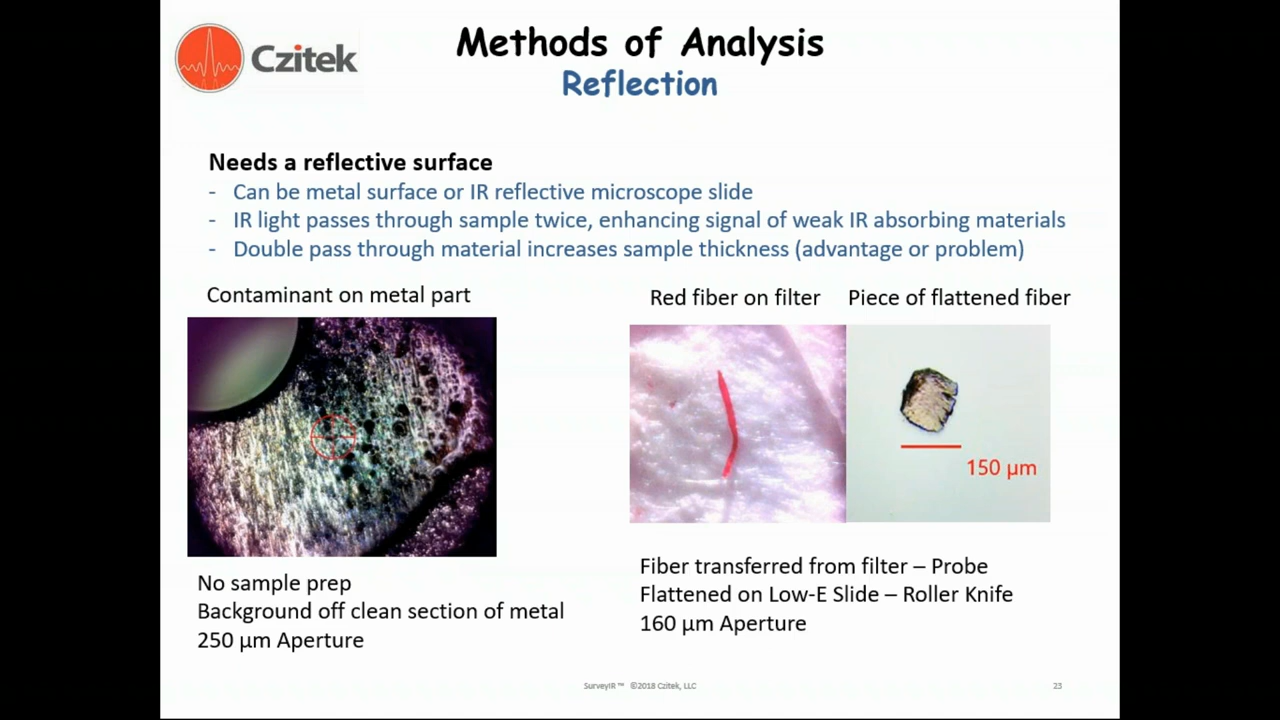 Czitek
Methods of Analysis
Reflection
Needs a reflective surface
- Can be metal surface or IR reflective microscope slide
- IR light passes through sample twice, enhancing signal of weak IR absorbing materials
- Double pass through material increases sample thickness (advantage or problem)
Contaminant on metal part
Red fiber on filter
Piece of flattened fiber
150 µm
No sample prep
Background off clean section of metal
250 µm Aperture
Fiber transferred from filter – Probe
Flattened on Low-E Slide – Roller Knife
160 µm Aperture
SurveyIR™ ©2018 Czitek, LLC
23